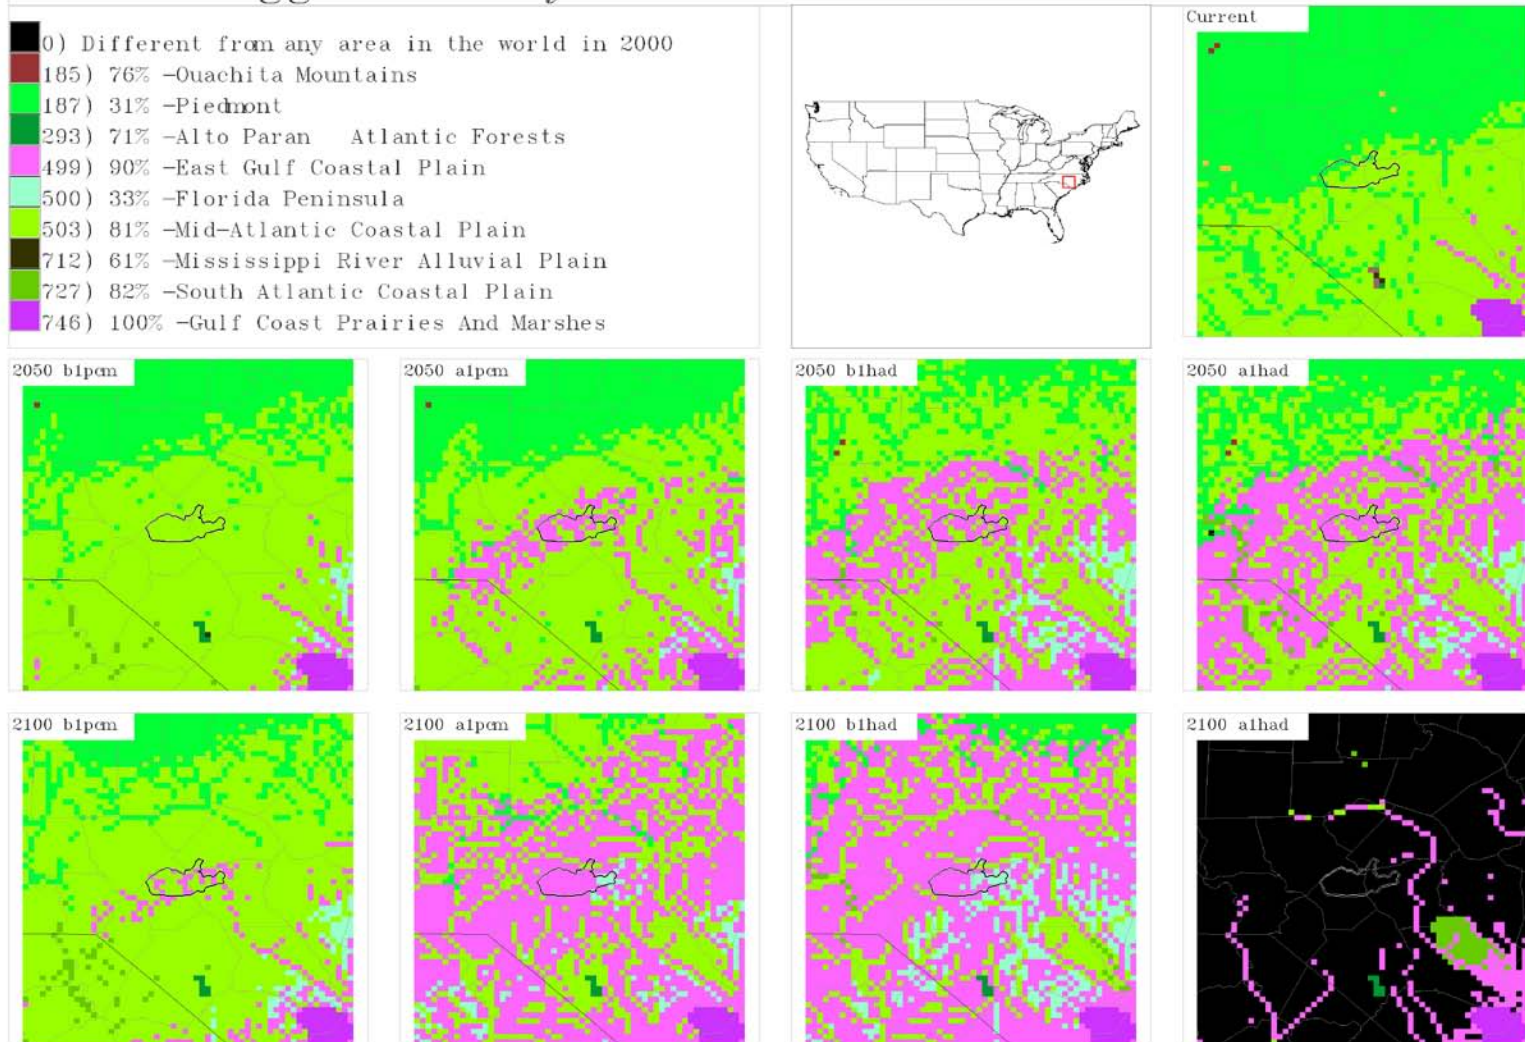 Current
0) Different from any area in the world in 2000
185) 76% -Ouachita Mountains
187) 31% -Piedmont
293) 71% -Alto Paran   Atlantic Forests
499) 90% -East Gulf Coastal Plain
500) 33% -Florida Peninsula
503) 81% -Mid-Atlantic Coastal Plain
712) 61% -Mississippi River Alluvial Plain
727) 82% -South Atlantic Coastal Plain
746) 100% -Gulf Coast Prairies And Marshes
2050 b1pcm
2050 a1pcm
2050 b1had
2050 a1had
2100 b1pcm
2100 a1pcm
2100 b1had
2100 a1had